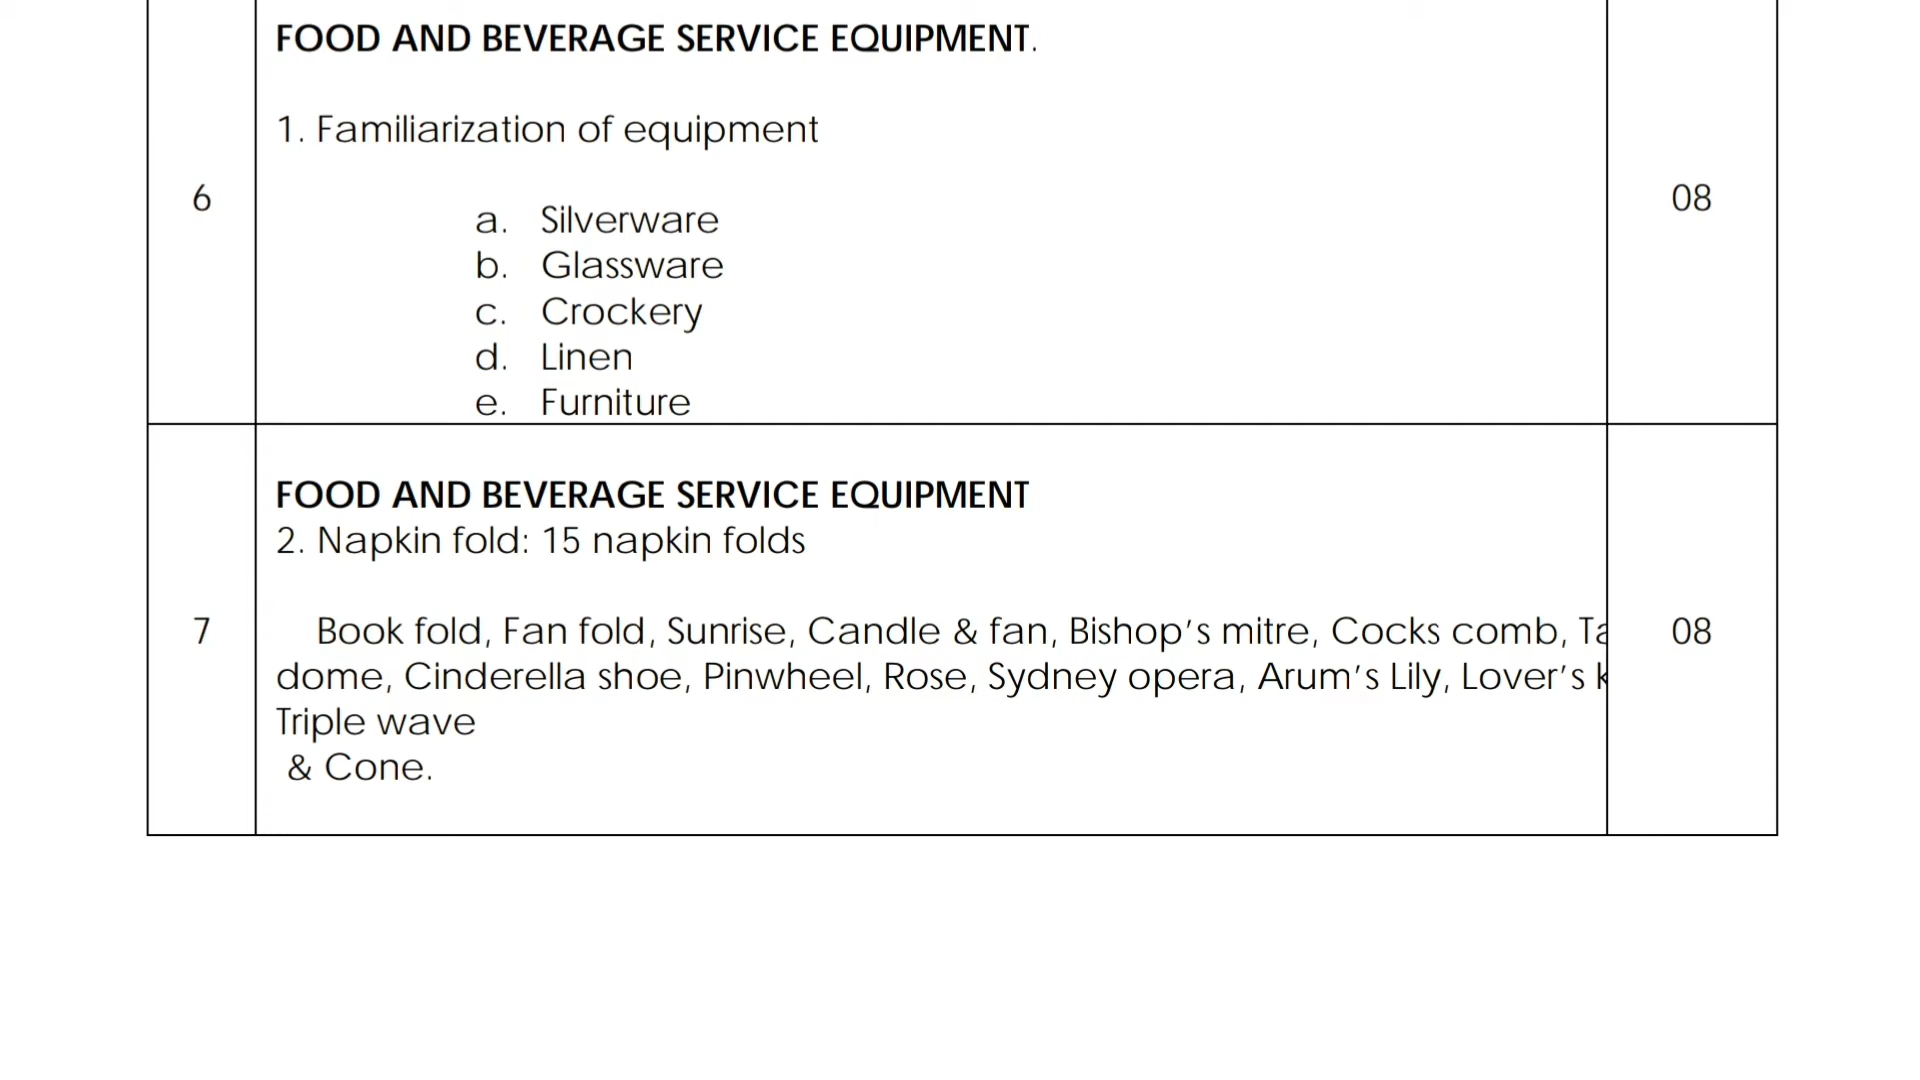 FOOD AND BEVERAGE SERVICE EQUIPMENT.
1. Familiarization of equipment
6
08
a. Silverware
b. Glassware
c. Crockery
d. Linen
e. Furniture
FOOD AND BEVERAGE SERVICE EQUIPMENT
2. Napkin fold: 15 napkin folds
7
Book fold, Fan fold, Sunrise, Candle & fan, Bishop’s mitre, Cocks comb,
08
dome, Cinderella shoe, Pinwheel, Rose, Sydney opera, Arum’s Lily, Lover’s
Triple wave
& Cone.